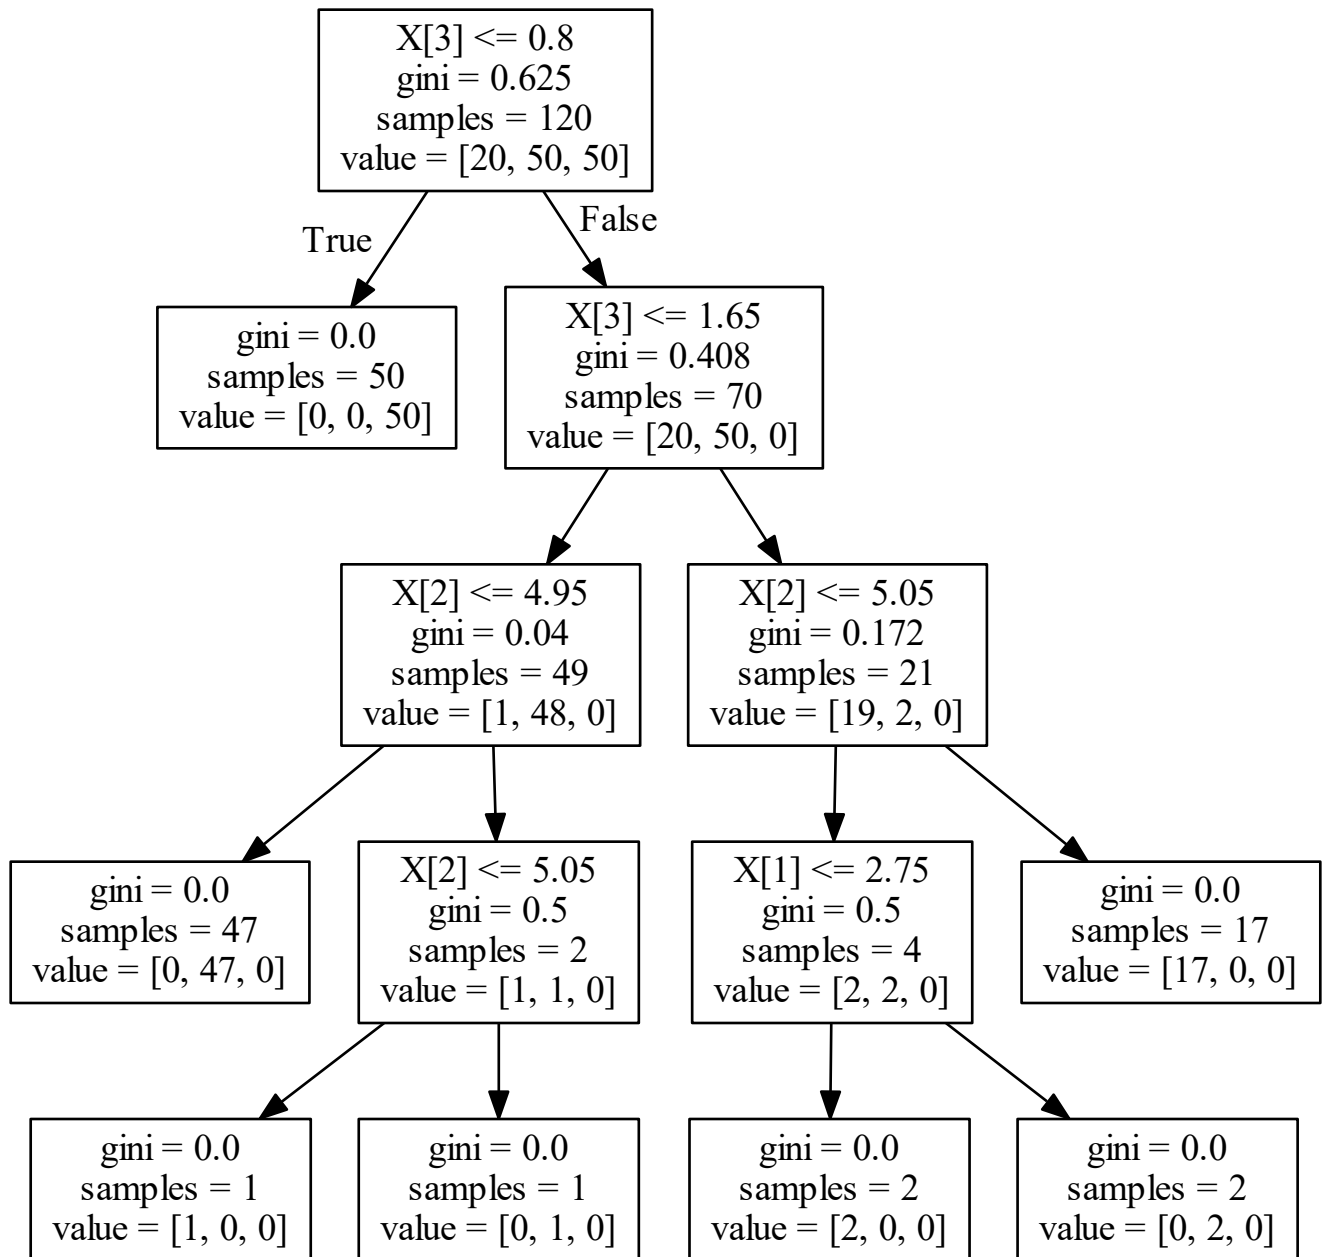 X[3] <= 0.8
gini = 0.625
samples = 120
value = [20, 50, 50]
True
False
gini = 0.0
samples = 50
value = [0, 0, 50]
X[3] <= 1.65
gini = 0.408
samples = 70
value = [20, 50, 0]
X[2] <= 4.95
gini = 0.04
samples = 49
value = [1, 48, 0]
X[2] <= 5.05
gini = 0.172
samples = 21
value = [19, 2, 0]
gini = 0.0
samples = 47
value = [0, 47, 0]
X[2] <= 5.05
gini = 0.5
samples = 2
value = [1, 1, 0]
X[1] <= 2.75
gini = 0.5
samples = 4
value = [2, 2, 0]
gini = 0.0
samples = 17
value = [17, 0, 0]
gini = 0.0
samples = 1
value = [1, 0, 0]
gini = 0.0
samples = 1
value = [0, 1, 0]
gini = 0.0
samples = 2
value = [2, 0, 0]
gini = 0.0
samples = 2
value = [0, 2, 0]